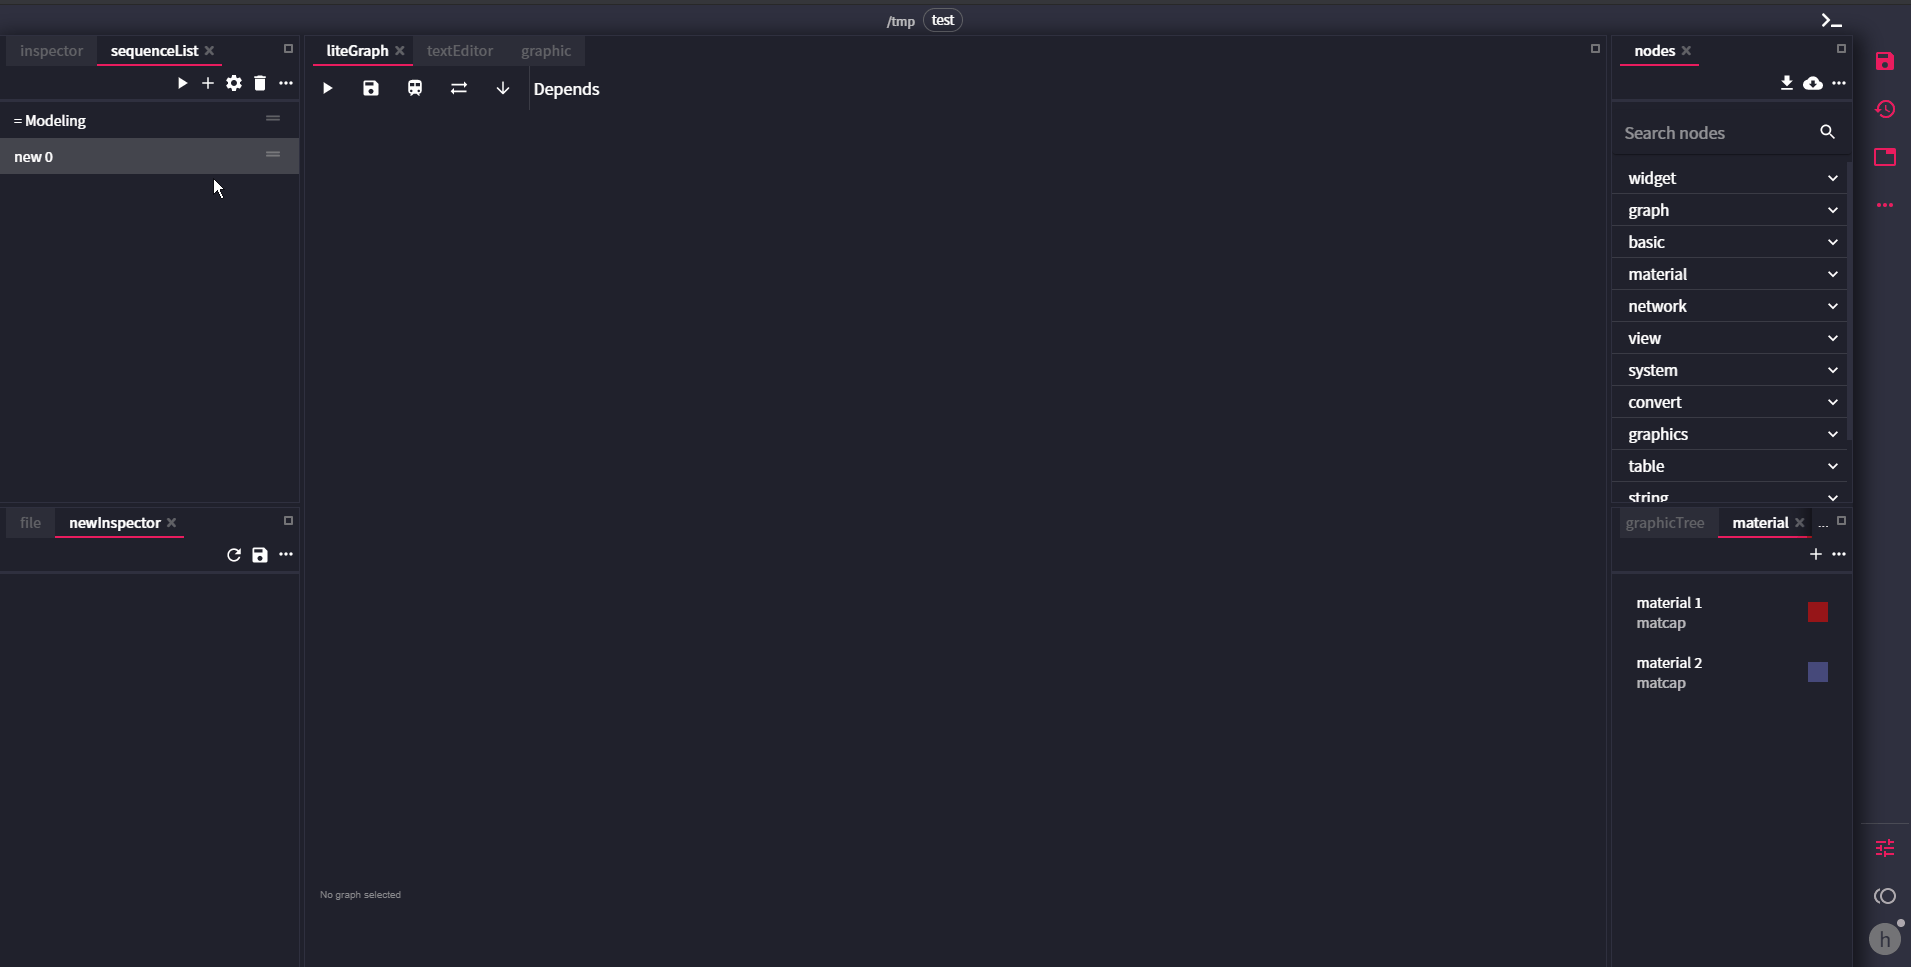 /tmp test
inspector sequenceList
= Modeling
new 0
file newInspector
liteGraph textEditor graphic
Depends
No graph selected
nodes
Search nodes
widget
graph
basic
material
network
view
system
convert
graphics
table
string
graphicTree material ...
material 1
matcap
material 2
matcap
h